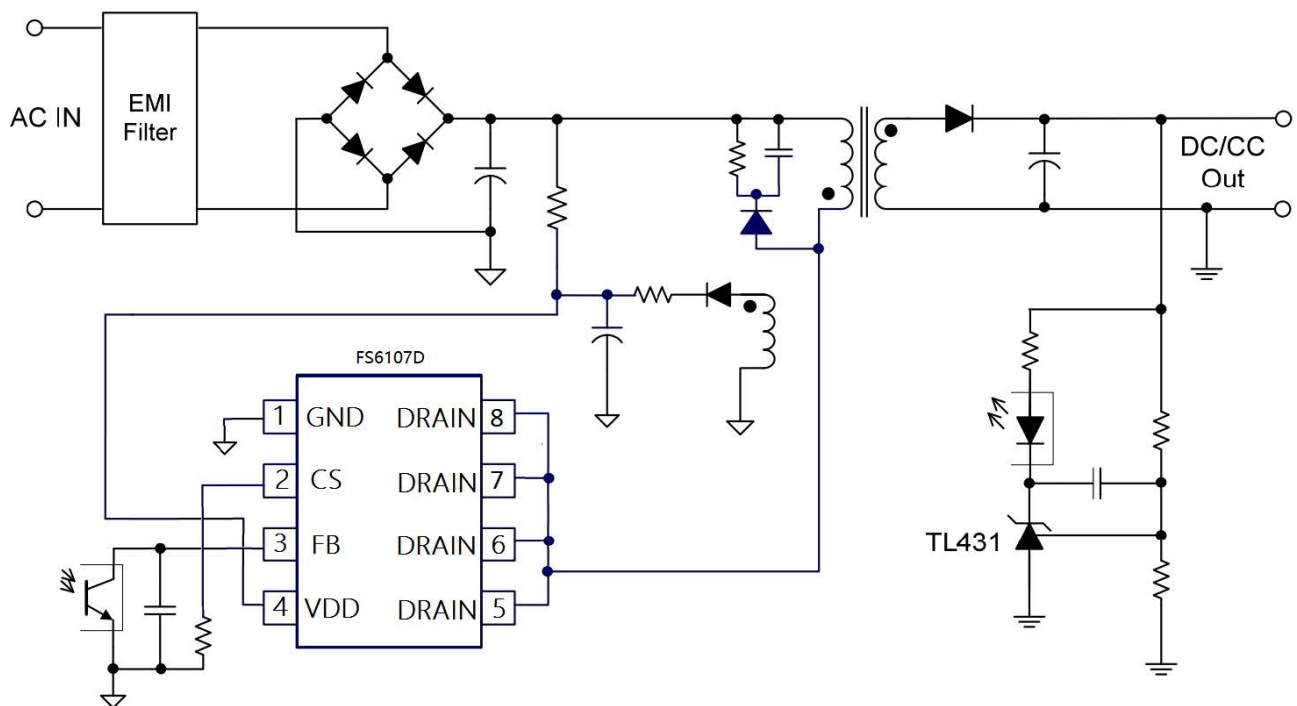 AC IN
EMI
Filter
DC/CC
Out
FS6107D
1 GND DRAIN 8
2 CS DRAIN 7
3 FB DRAIN 6
4 VDD DRAIN 5
TL431